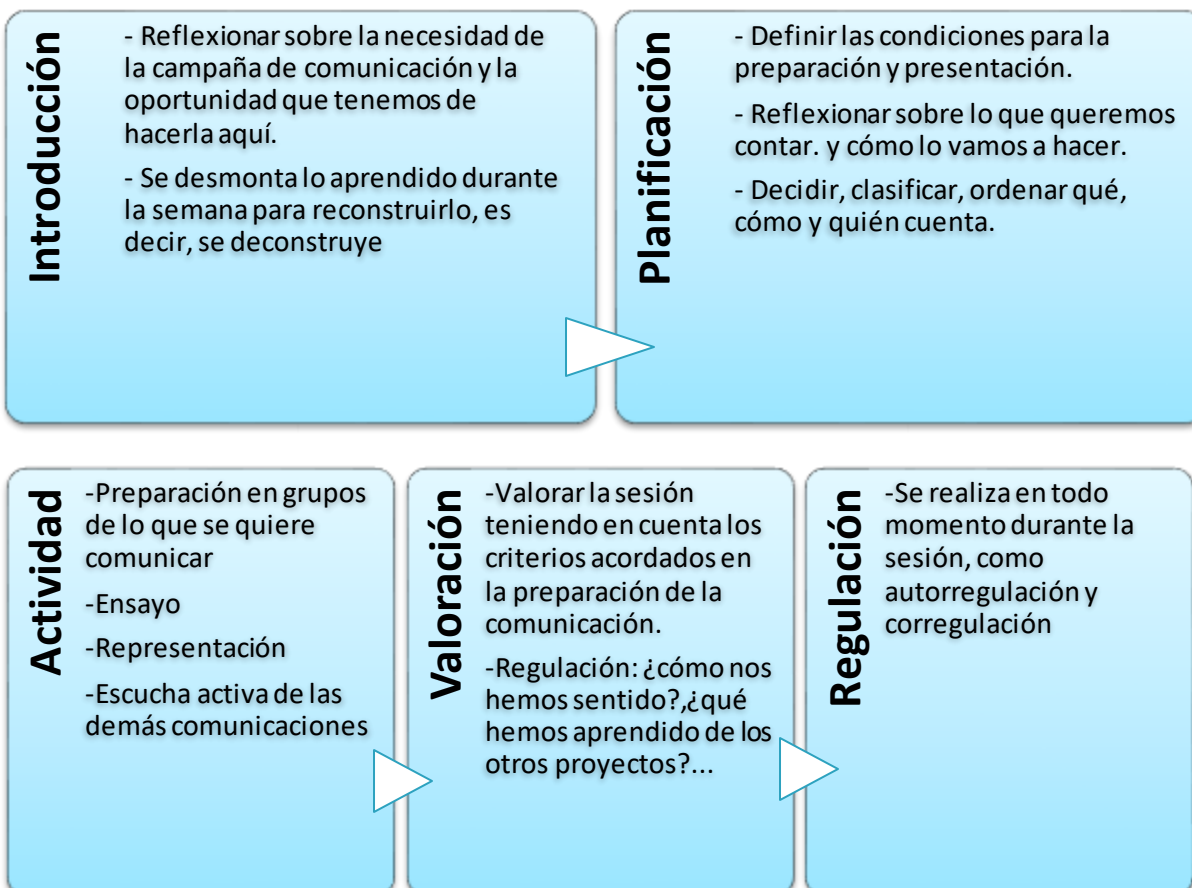 Introducción
- Reflexionar sobre la necesidad de
la campaña de comunicación y la
oportunidad que tenemos de
hacerla aquí.
- Se desmonta lo aprendido durante
la semana para reconstruirlo, es
decir, se deconstruye
Planificación
- Definir las condiciones para la
preparación y presentación.
- Reflexionar sobre lo que queremos
contar. y cómo lo vamos a hacer.
- Decidir, clasificar, ordenar qué,
cómo y quién cuenta.
Actividad
-Preparación en grupos
de lo que se quiere
comunicar
-Ensayo
-Representación
-Escucha activa de las
demás comunicaciones
Valoración
-Valorar la sesión
teniendo en cuenta los
criterios acordados en
la preparación de la
comunicación.
-Regulación: ¿cómo nos
hemos sentido?,¿qué
hemos aprendido de los
otros proyectos?...
Regulación
-Se realiza en todo
momento durante la
sesión, como
autorregulación y
corregulación